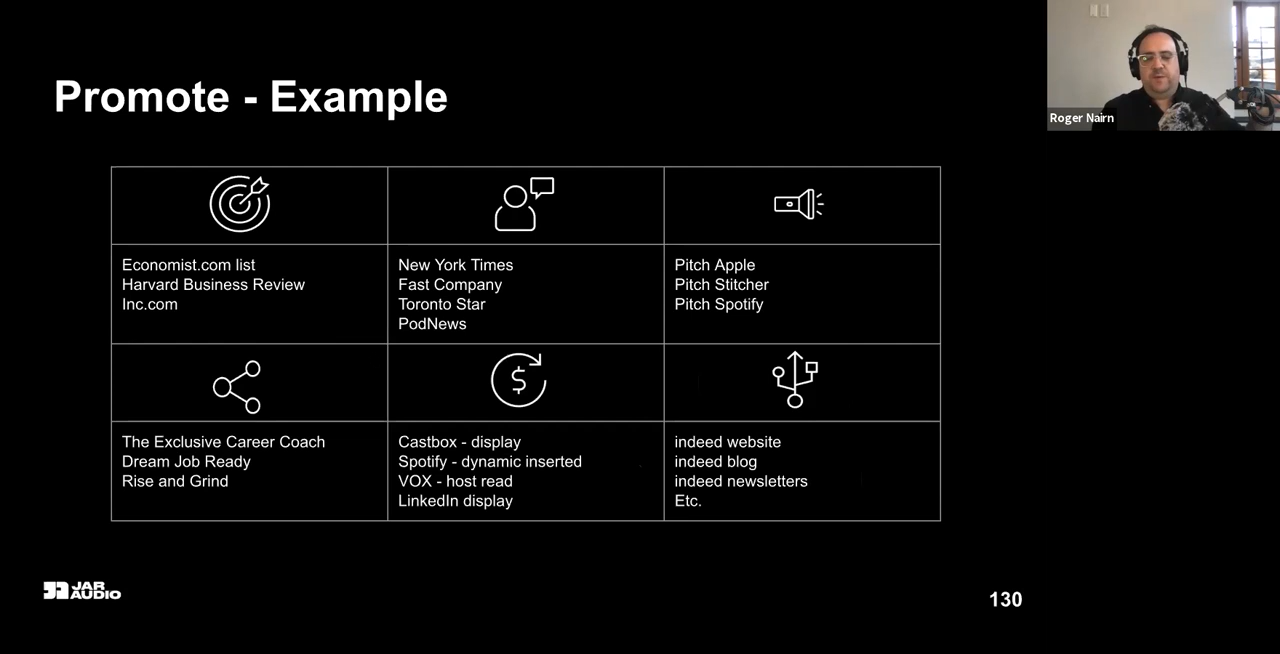 Promote - Example
Roger Nairn
Economist.com list
Harvard Business Review
Inc.com
New York Times
Fast Company
Toronto Star
PodNews
Pitch Apple
Pitch Stitcher
Pitch Spotify
$
The Exclusive Career Coach
Dream Job Ready
Rise and Grind
Castbox - display
Spotify - dynamic inserted
VOX - host read
LinkedIn display
indeed website
indeed blog
indeed newsletters
Etc.
JAR
AUDIO
130